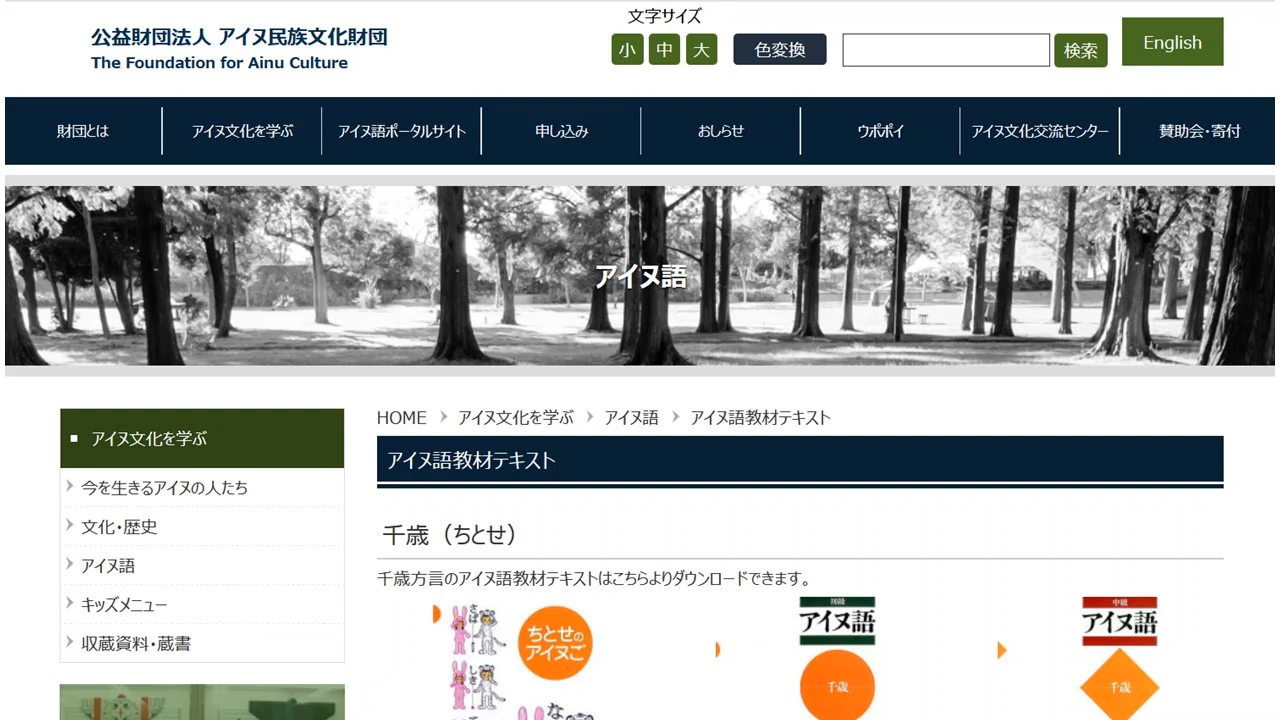 公益財団法人 アイヌ民族文化財団
The Foundation for Ainu Culture
文字サイズ
小 中 大 色変換 検索 English
財団とは アイヌ文化を学ぶ アイヌ語ポータルサイト 申し込み おしらせ ウポポイ アイヌ文化交流センター 賛助会・寄付
アイヌ語
アイヌ文化を学ぶ
今を生きるアイヌの人たち
文化・歴史
アイヌ語
キッズメニュー
収蔵資料・蔵書
HOME アイヌ文化を学ぶ アイヌ語 アイヌ語教材テキスト
アイヌ語教材テキスト
千歳（ちとせ）
千歳方言のアイヌ語教材テキストはこちらよりダウンロードできます。
ちとせの
アイヌご
初級
アイヌ語
千歳
中級
アイヌ語
千歳